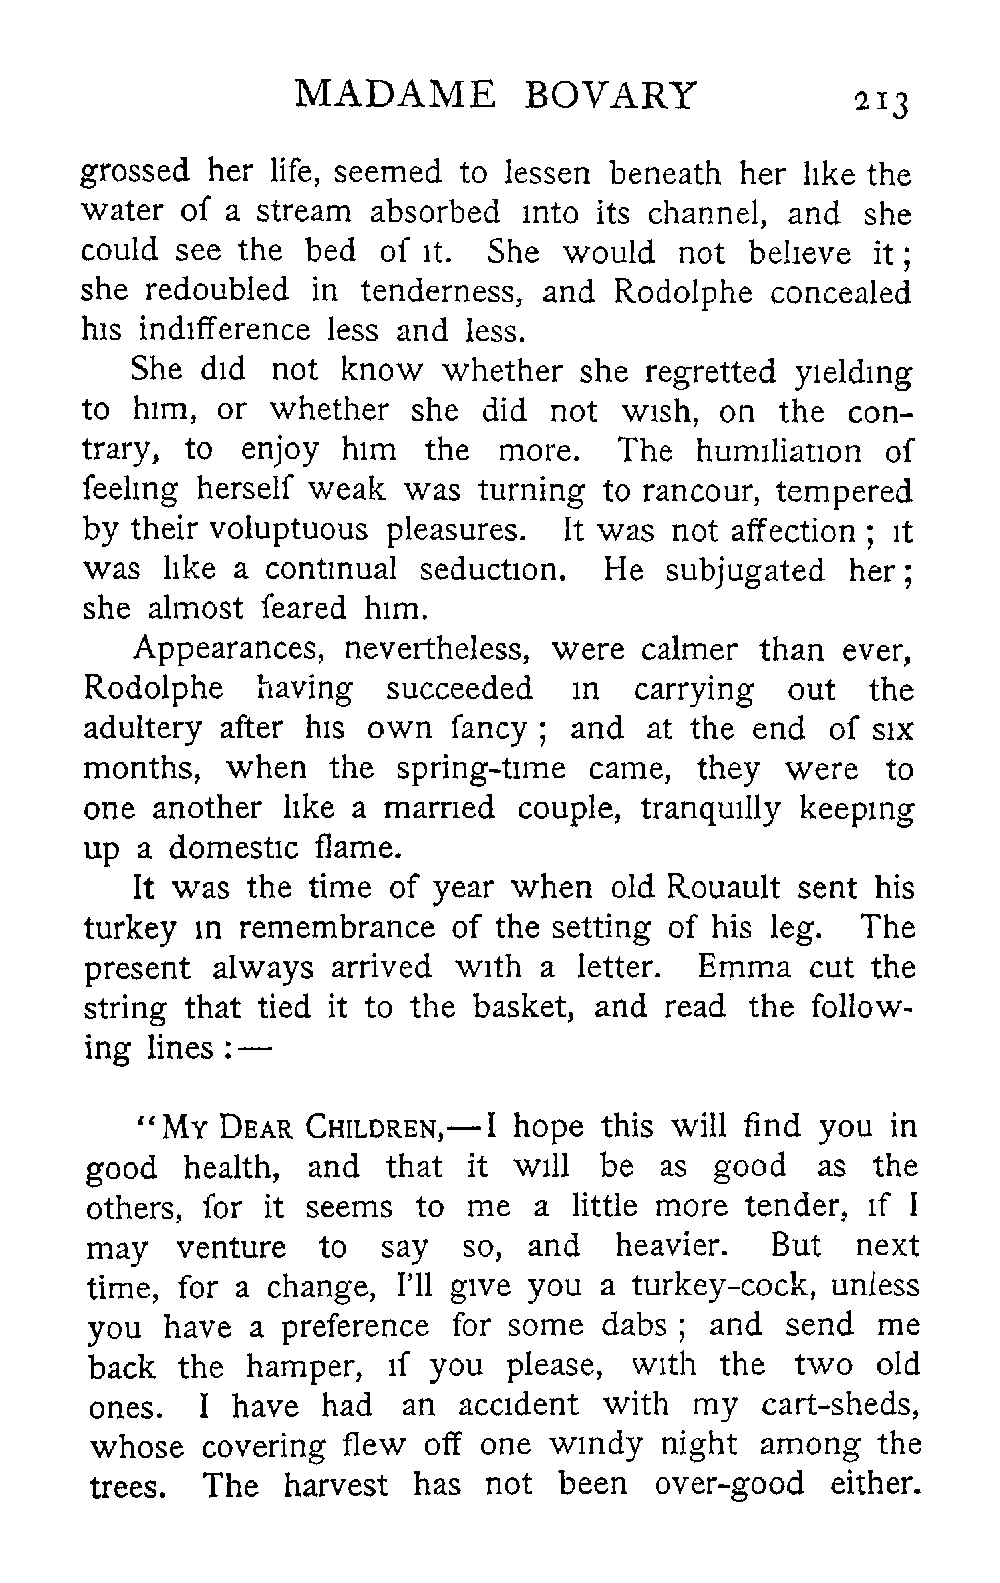 MADAME BOVARY 213
grossed her life, seemed to lessen beneath her like the
water of a stream absorbed into its channel, and she
could see the bed of it. She would not believe it ;
she redoubled in tenderness, and Rodolphe concealed
his indifference less and less.
She did not know whether she regretted yielding
to him, or whether she did not wish, on the con-
trary, to enjoy him the more. The humiliation of
feeling herself weak was turning to rancour, tempered
by their voluptuous pleasures. It was not affection ; it
was like a continual seduction. He subjugated her ;
she almost feared him.
Appearances, nevertheless, were calmer than ever,
Rodolphe having succeeded in carrying out the
adultery after his own fancy ; and at the end of six
months, when the spring-time came, they were to
one another like a married couple, tranquilly keeping
up a domestic flame.
It was the time of year when old Rouault sent his
turkey in remembrance of the setting of his leg. The
present always arrived with a letter. Emma cut the
string that tied it to the basket, and read the follow-
ing lines :—
"MY DEAR CHILDREN,—I hope this will find you in
good health, and that it will be as good as the
others, for it seems to me a little more tender, if I
may venture to say so, and heavier. But next
time, for a change, I'll give you a turkey-cock, unless
you have a preference for some dabs ; and send me
back the hamper, if you please, with the two old
ones. I have had an accident with my cart-sheds,
whose covering flew off one windy night among the
trees. The harvest has not been over-good either.